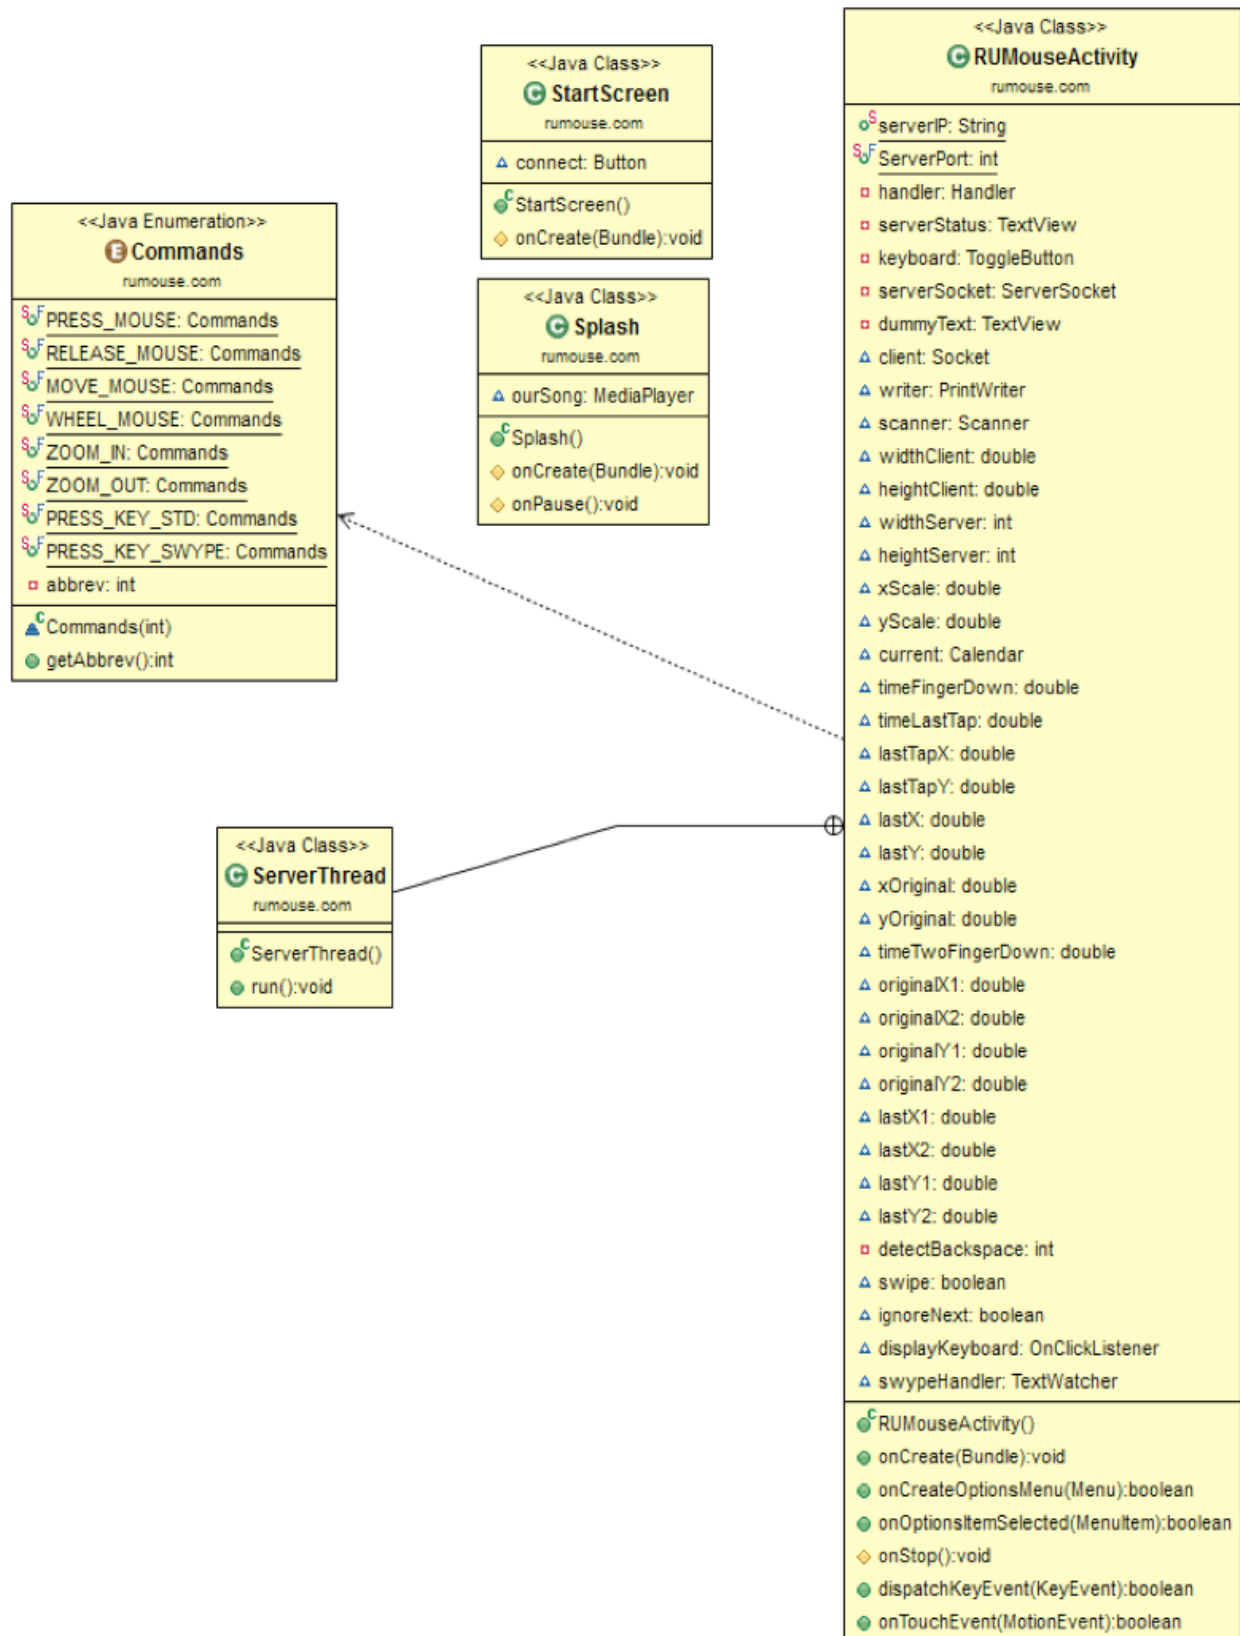 <<Java Class>>
RUMouseActivity
rumouse.com
serverIP: String
ServerPort: int
handler: Handler
serverStatus: TextView
keyboard: ToggleButton
serverSocket: ServerSocket
dummyText: TextView
client: Socket
writer: PrintWriter
scanner: Scanner
widthClient: double
heightClient: double
widthServer: int
heightServer: int
xScale: double
yScale: double
current: Calendar
timeFingerDown: double
timeLastTap: double
lastTapX: double
lastTapY: double
lastX: double
lastY: double
xOriginal: double
yOriginal: double
timeTwoFingerDown: double
originalX1: double
originalX2: double
originalY1: double
originalY2: double
lastX1: double
lastX2: double
lastY1: double
lastY2: double
detectBackspace: int
swipe: boolean
ignoreNext: boolean
displayKeyboard: OnClickListener
swypeHandler: TextWatcher
RUMouseActivity()
onCreate(Bundle):void
onCreateOptionsMenu(Menu):boolean
onOptionsItemSelected(MenuItem):boolean
onStop():void
dispatchKeyEvent(KeyEvent):boolean
onTouchEvent(MotionEvent):boolean
<<Java Class>>
StartScreen
rumouse.com
connect: Button
StartScreen()
onCreate(Bundle):void
<<Java Class>>
Splash
rumouse.com
ourSong: MediaPlayer
Splash()
onCreate(Bundle):void
onPause():void
<<Java Enumeration>>
Commands
rumouse.com
PRESS_MOUSE: Commands
RELEASE_MOUSE: Commands
MOVE_MOUSE: Commands
WHEEL_MOUSE: Commands
ZOOM_IN: Commands
ZOOM_OUT: Commands
PRESS_KEY_STD: Commands
PRESS_KEY_SWYPE: Commands
abbrev: int
Commands(int)
getAbbrev():int
<<Java Class>>
ServerThread
rumouse.com
ServerThread()
run():void